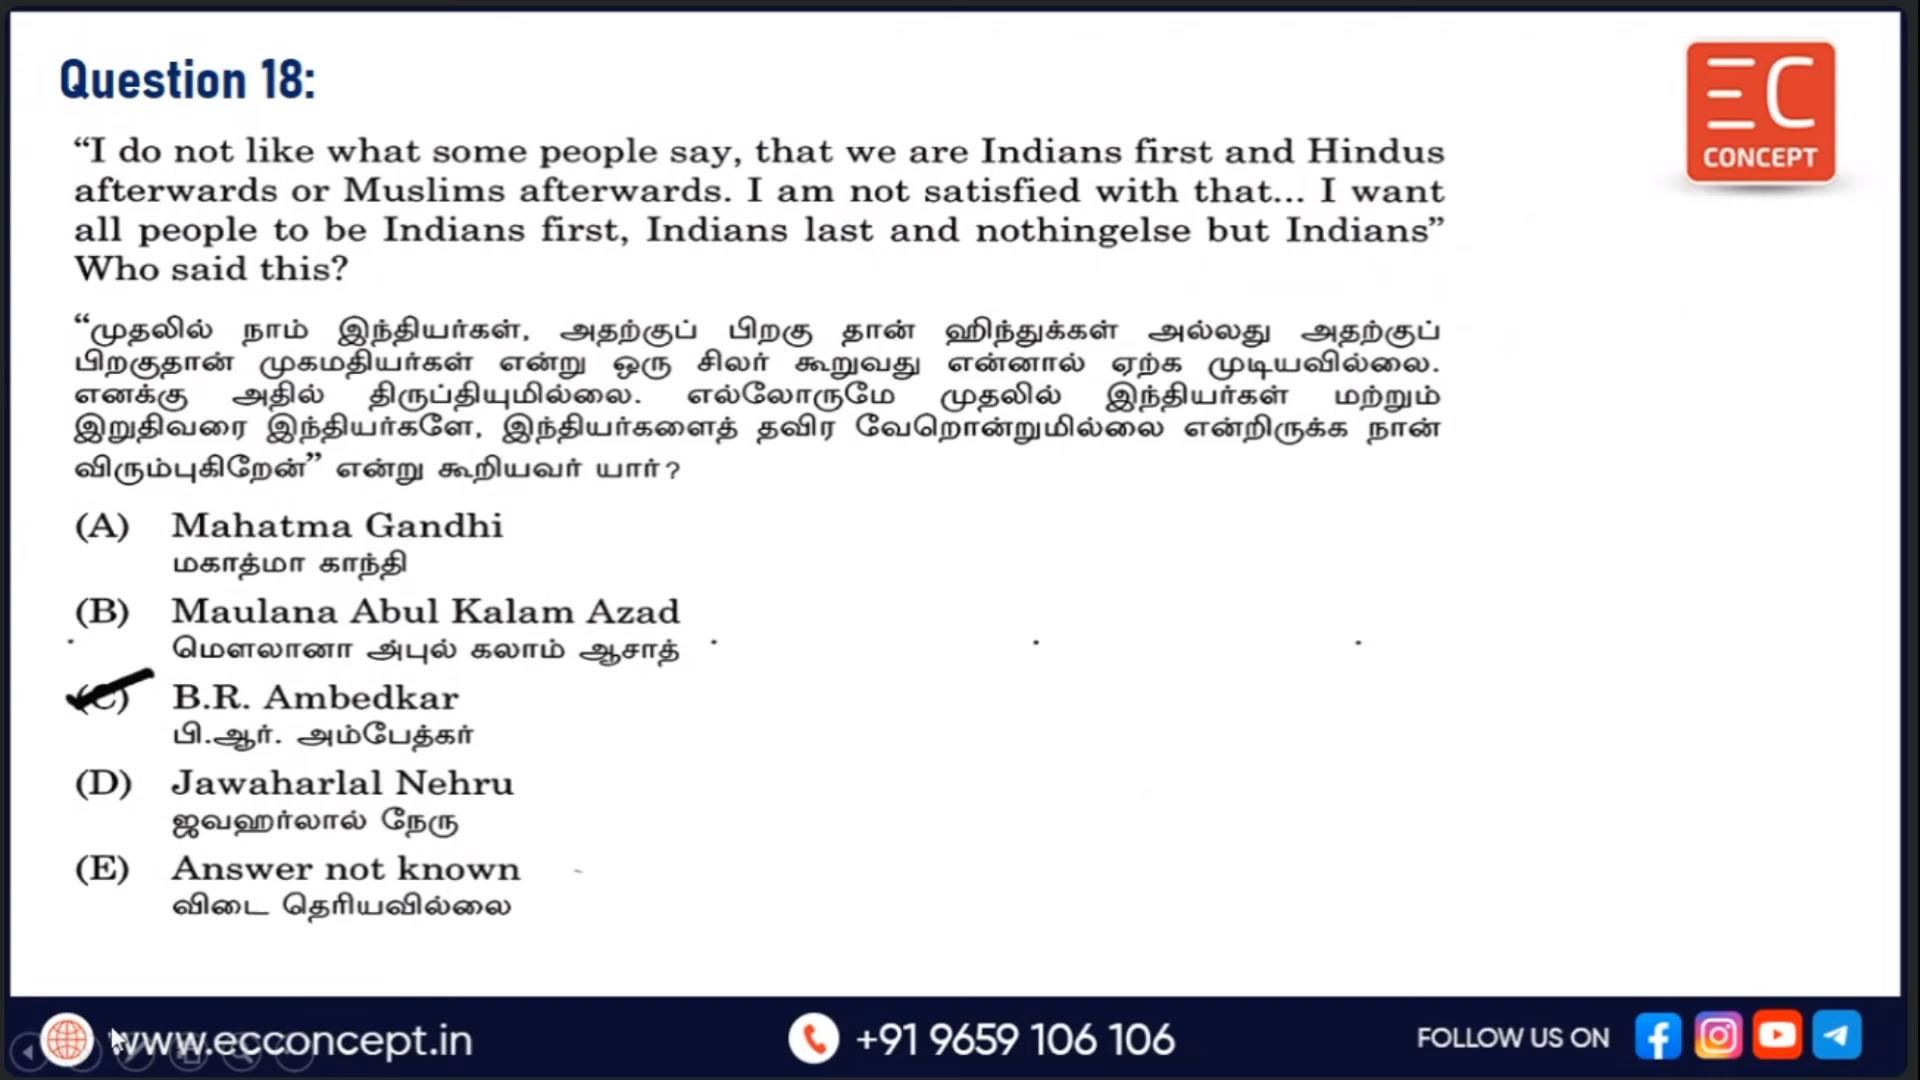 Question 18:
EC
CONCEPT
“I do not like what some people say, that we are Indians first and Hindus
afterwards or Muslims afterwards. I am not satisfied with that... I want
all people to be Indians first, Indians last and nothingelse but Indians”
Who said this?
“முதலில் நாம் இந்தியர்கள், அதற்குப் பிறகு தான் ஹிந்துக்கள் அல்லது அதற்குப்
பிறகுதான் முகமதியர்கள் என்று ஒரு சிலர் கூறுவது என்னால் ஏற்க முடியவில்லை.
எனக்கு அதில் திருப்தியுமில்லை. எல்லோருமே முதலில் இந்தியர்கள் மற்றும்
இறுதிவரை இந்தியர்களே, இந்தியர்களைத் தவிர வேறொன்றுமில்லை என்றிருக்க நான்
விரும்புகிறேன்” என்று கூறியவர் யார்?
(A) Mahatma Gandhi
மகாத்மா காந்தி
(B) Maulana Abul Kalam Azad
மௌலானா அபுல் கலாம் ஆசாத்
(C) B.R. Ambedkar
பி.ஆர். அம்பேத்கர்
(D) Jawaharlal Nehru
ஜவஹர்லால் நேரு
(E) Answer not known
விடை தெரியவில்லை
www.ecconcept.in
+91 9659 106 106
FOLLOW US ON